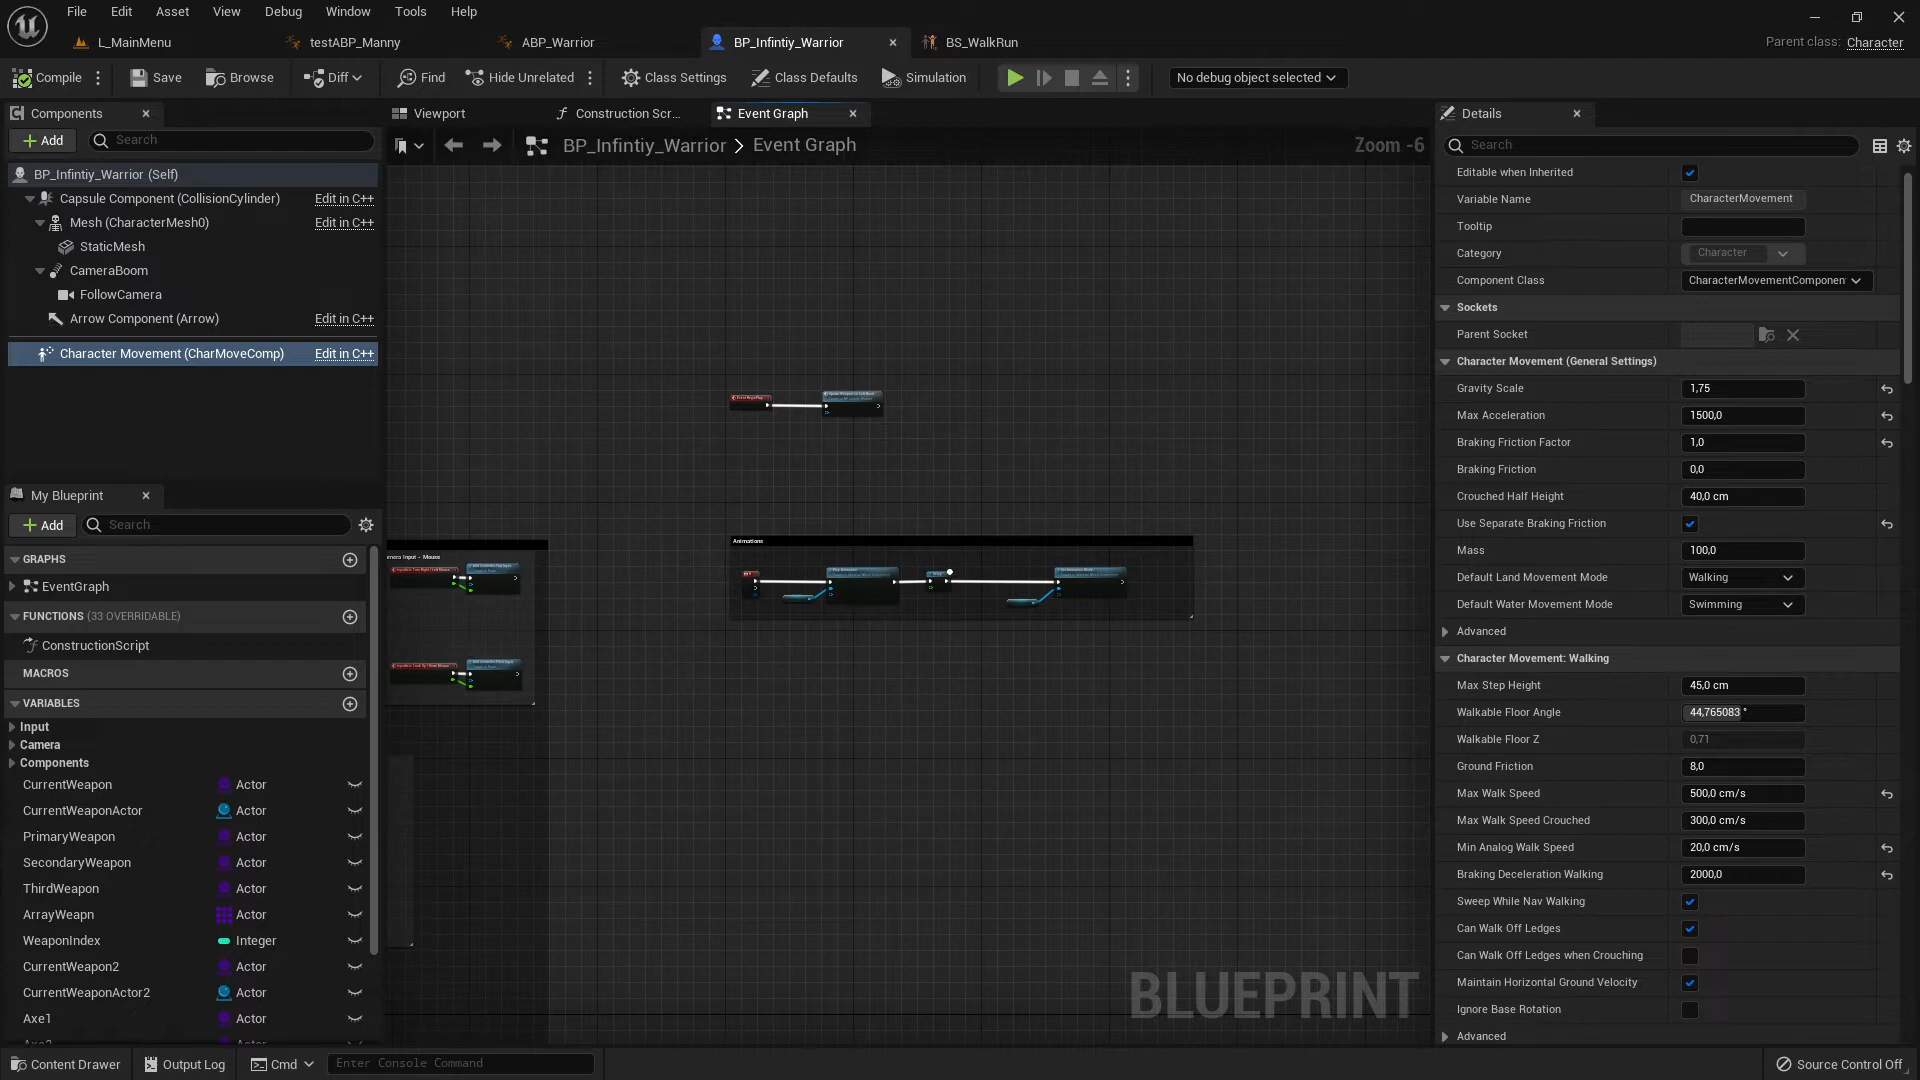 File Edit Asset View Debug Window Tools Help
L_MainMenu testABP_Manny ABP_Warrior BP_Infintiy_Warrior BS_WalkRun Parent class: Character
Compile Save Browse Diff Find Hide Unrelated Class Settings Class Defaults Simulation No debug object selected
Components Viewport Construction Scr... Event Graph Details
Add Search BP_Infintiy_Warrior Event Graph Zoom -6 Search
BP_Infintiy_Warrior (Self)
Capsule Component (CollisionCylinder) Edit in C++
Mesh (CharacterMesh0) Edit in C++
StaticMesh
CameraBoom
FollowCamera
Arrow Component (Arrow) Edit in C++
Character Movement (CharMoveComp) Edit in C++
My Blueprint
Add Search
GRAPHS
EventGraph
FUNCTIONS (33 OVERRIDABLE)
ConstructionScript
MACROS
VARIABLES
Input
Camera
Components
CurrentWeapon Actor
CurrentWeaponActor Actor
PrimaryWeapon Actor
SecondaryWeapon Actor
ThirdWeapon Actor
ArrayWeapn Actor
WeaponIndex Integer
CurrentWeapon2 Actor
CurrentWeaponActor2 Actor
Axe1 Actor
Event BeginPlay
Animations
Input - Mouse
Play Animation
Set Animation Mode
BLUEPRINT
Editable when Inherited
Variable Name CharacterMovement
Tooltip
Category Character
Component Class CharacterMovementComponen
Sockets
Parent Socket
Character Movement (General Settings)
Gravity Scale 1,75
Max Acceleration 1500,0
Braking Friction Factor 1,0
Braking Friction 0,0
Crouched Half Height 40,0 cm
Use Separate Braking Friction
Mass 100,0
Default Land Movement Mode Walking
Default Water Movement Mode Swimming
Advanced
Character Movement: Walking
Max Step Height 45,0 cm
Walkable Floor Angle 44,765083 °
Walkable Floor Z 0,71
Ground Friction 8,0
Max Walk Speed 500,0 cm/s
Max Walk Speed Crouched 300,0 cm/s
Min Analog Walk Speed 20,0 cm/s
Braking Deceleration Walking 2000,0
Sweep While Nav Walking
Can Walk Off Ledges
Can Walk Off Ledges when Crouching
Maintain Horizontal Ground Velocity
Ignore Base Rotation
Advanced
Content Drawer Output Log Cmd Enter Console Command Source Control Off